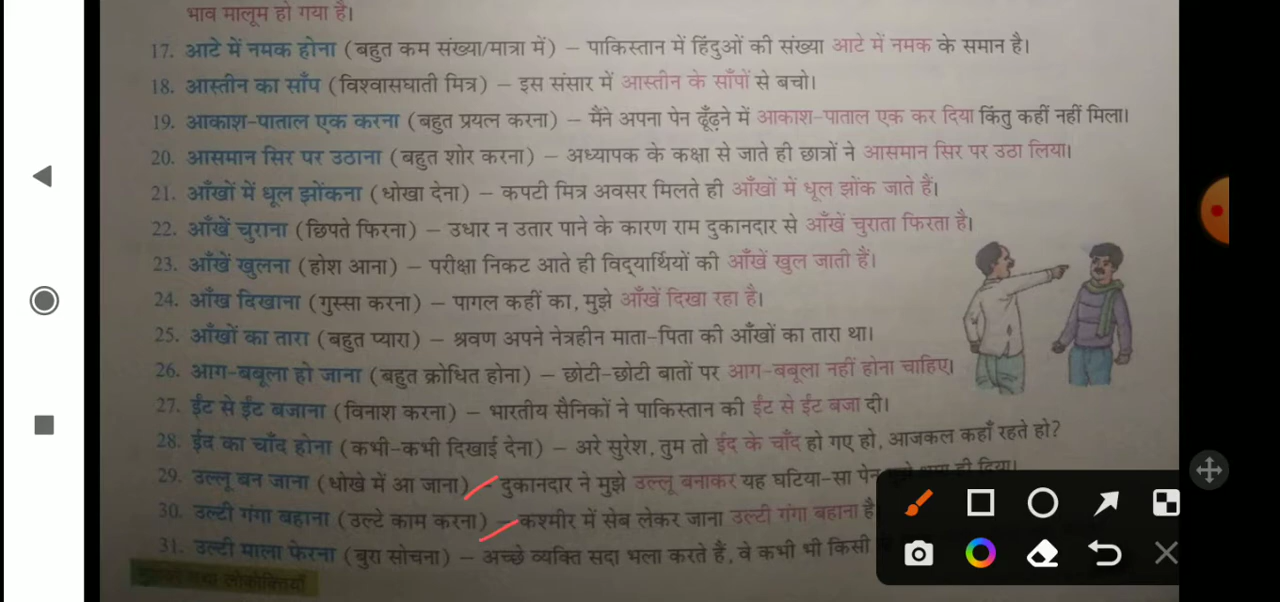 भाव मालूम हो गया है।
17. आटे में नमक होना (बहुत कम संख्या/मात्रा में) – पाकिस्तान में हिंदुओं की संख्या आटे में नमक के समान है।
18. आस्तीन का साँप (विश्वासघाती मित्र) – इस संसार में आस्तीन के साँपों से बचो।
19. आकाश-पाताल एक करना (बहुत प्रयत्न करना) – मैंने अपना पेन ढूँढ़ने में आकाश-पाताल एक कर दिया किंतु कहीं नहीं मिला।
20. आसमान सिर पर उठाना (बहुत शोर करना) – अध्यापक के कक्षा से जाते ही छात्रों ने आसमान सिर पर उठा लिया।
21. आँखों में धूल झोंकना (धोखा देना) – कपटी मित्र अवसर मिलते ही आँखों में धूल झोंक जाते हैं।
22. आँखें चुराना (छिपते फिरना) – उधार न उतार पाने के कारण राम दुकानदार से आँखें चुराता फिरता है।
23. आँखें खुलना (होश आना) – परीक्षा निकट आते ही विद्यार्थियों की आँखें खुल जाती हैं।
24. आँख दिखाना (गुस्सा करना) – पागल कहीं का, मुझे आँखें दिखा रहा है।
25. आँखों का तारा (बहुत प्यारा) – श्रवण अपने नेत्रहीन माता-पिता की आँखों का तारा था।
26. आग-बबूला हो जाना (बहुत क्रोधित होना) – छोटी-छोटी बातों पर आग-बबूला नहीं होना चाहिए।
27. ईंट से ईंट बजाना (विनाश करना) – भारतीय सैनिकों ने पाकिस्तान की ईंट से ईंट बजा दी।
28. ईद का चाँद होना (कभी-कभी दिखाई देना) – अरे सुरेश, तुम तो ईद के चाँद हो गए हो, आजकल कहाँ रहते हो?
29. उल्लू बन जाना (धोखे में आ जाना) – दुकानदार ने मुझे उल्लू बनाकर यह घटिया-सा पेन
30. उल्टी गंगा बहाना (उल्टे काम करना) – कश्मीर में सेब लेकर जाना उल्टी गंगा बहाना है
31. उल्टी माला फेरना (बुरा सोचना) – अच्छे व्यक्ति सदा भला करते हैं, वे कभी भी किसी